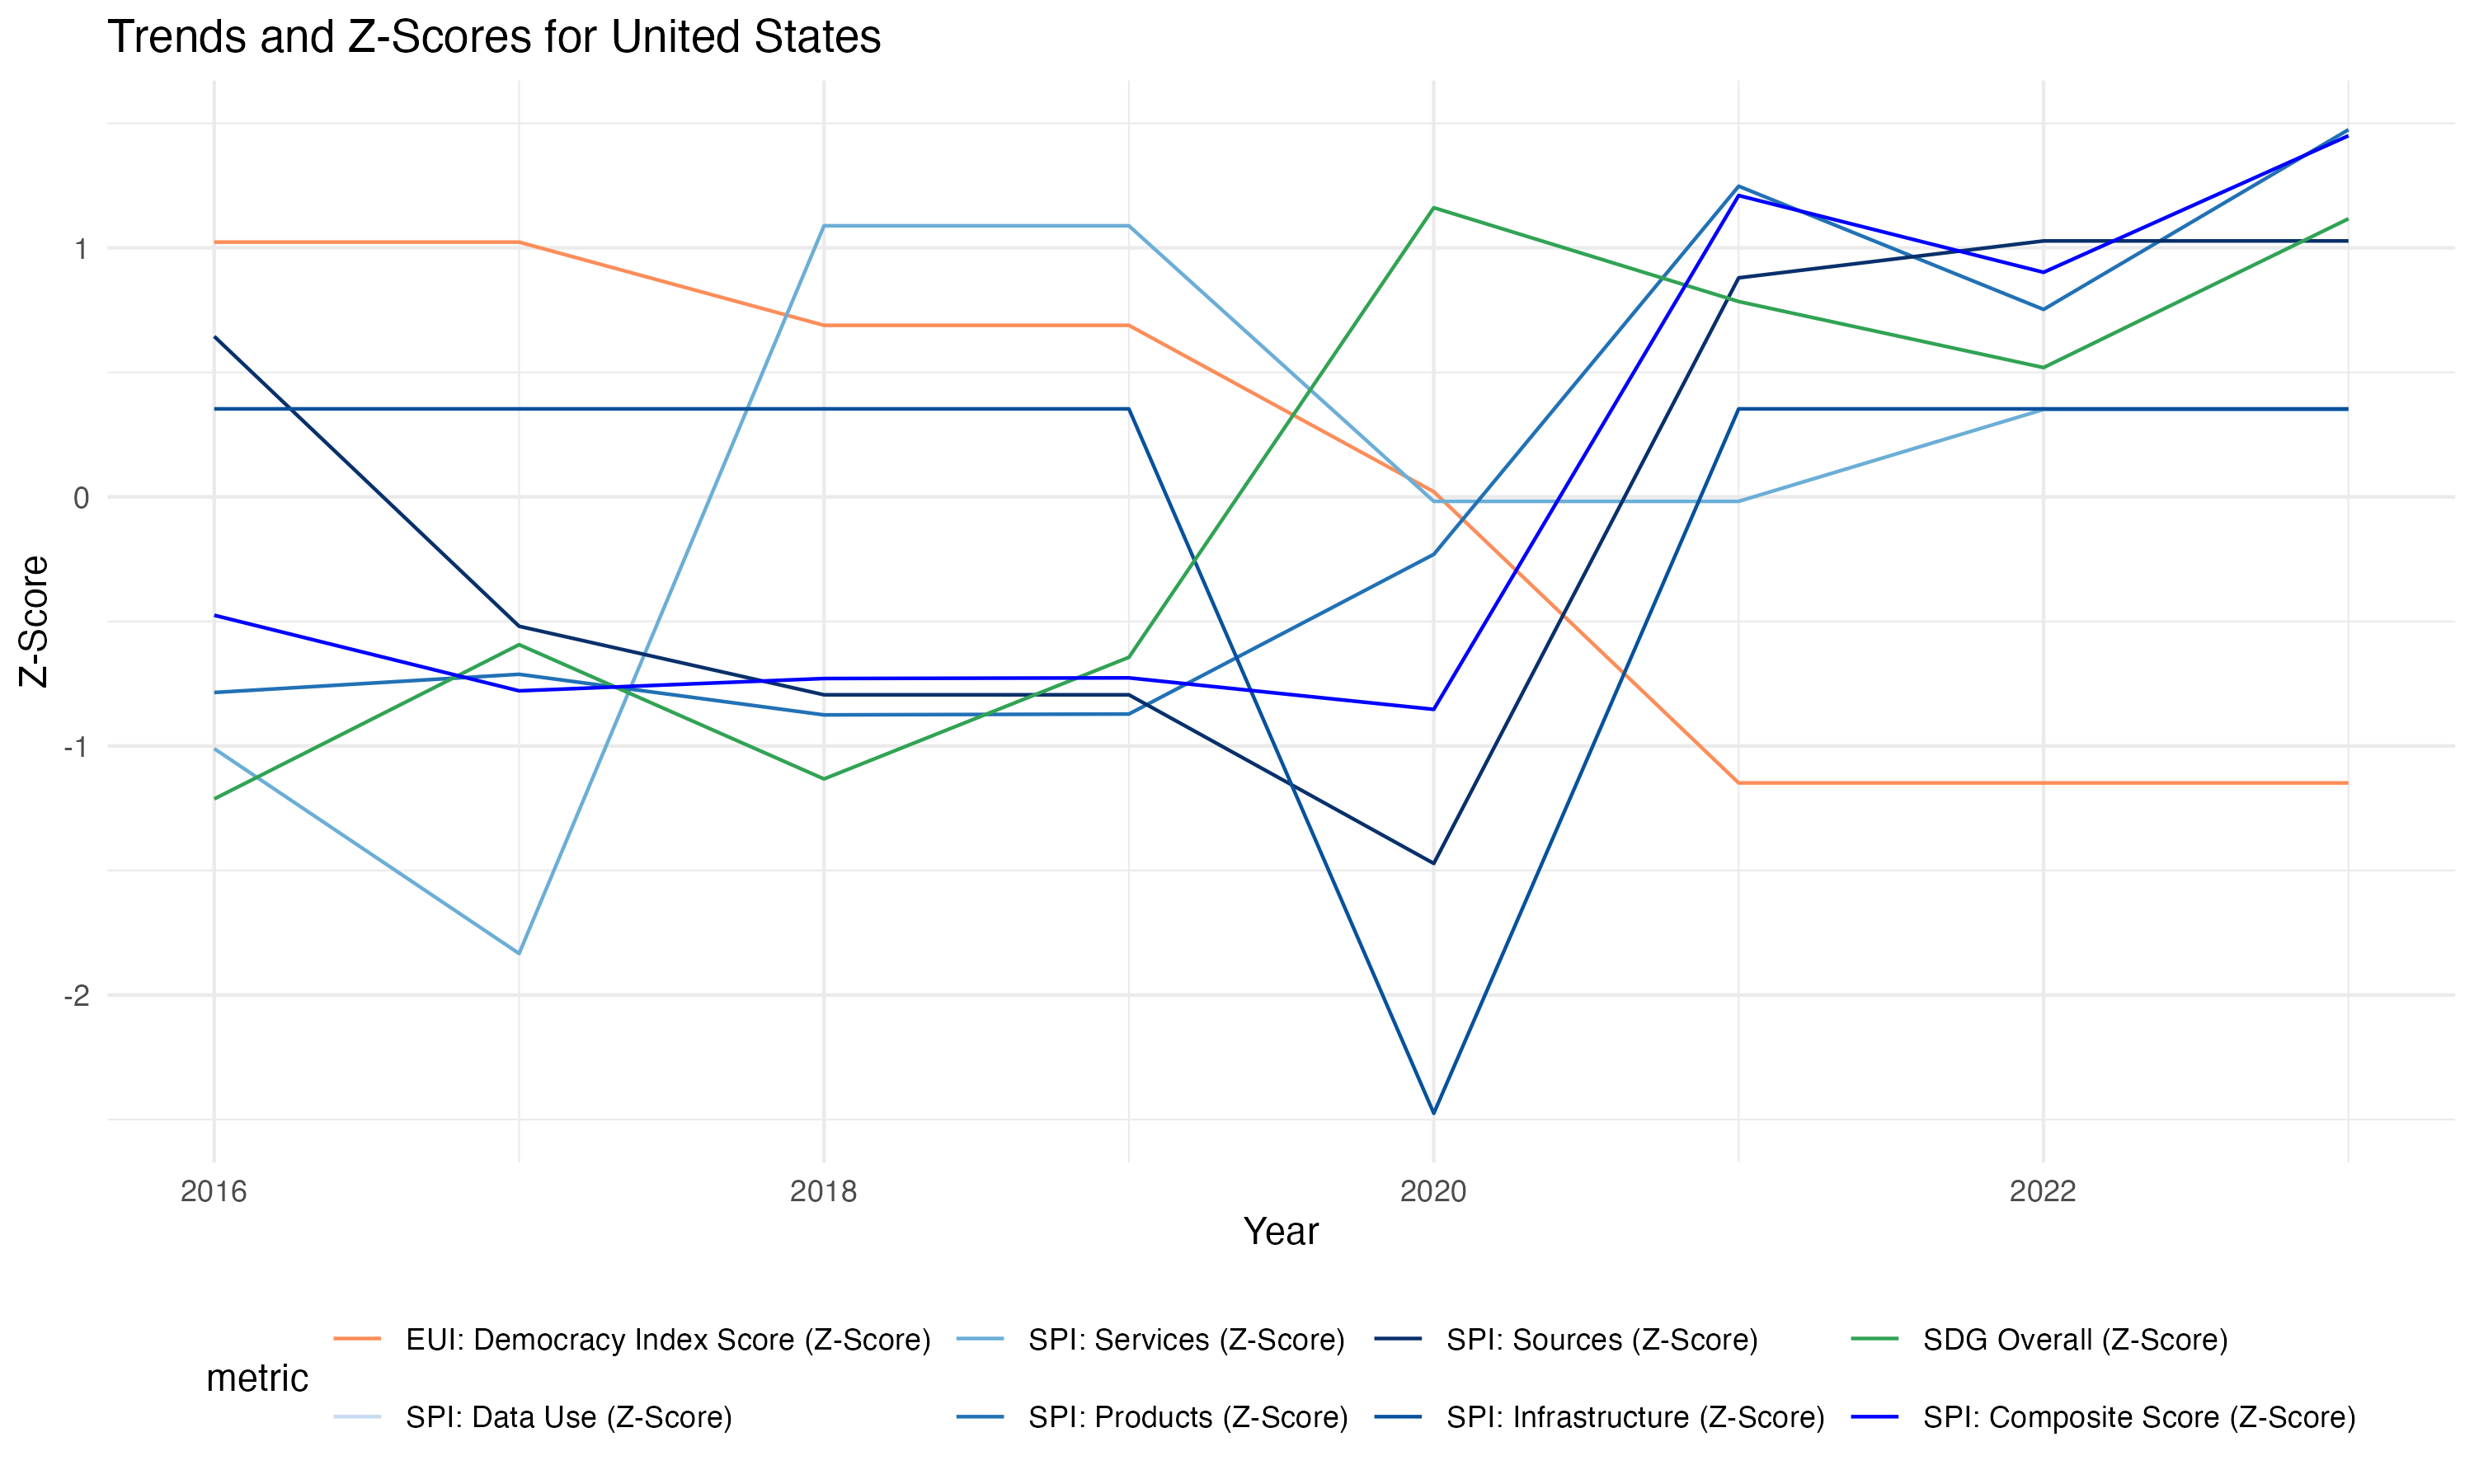 Trends and Z-Scores for United States
1
0
-1
-2
Z-Score
2016 2018 2020 2022
Year
metric
EUI: Democracy Index Score (Z-Score) SPI: Services (Z-Score) SPI: Sources (Z-Score) SDG Overall (Z-Score)
SPI: Data Use (Z-Score) SPI: Products (Z-Score) SPI: Infrastructure (Z-Score) SPI: Composite Score (Z-Score)